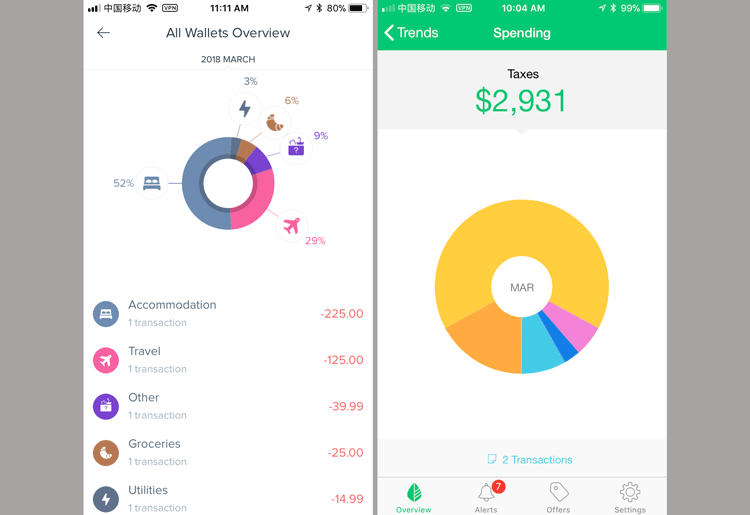 中国移动 VPN 11:11 AM 80%
All Wallets Overview
2018 MARCH
3%
6%
9%
?
52%
29%
Accommodation
1 transaction
-225.00
Travel
1 transaction
-125.00
?
Other
1 transaction
-39.99
Groceries
1 transaction
-25.00
Utilities
1 transaction
-14.99
中国移动 VPN 10:04 AM 99%
Trends
Spending
Taxes
$2,931
MAR
2 Transactions
7
Overview
Alerts
Offers
Settings